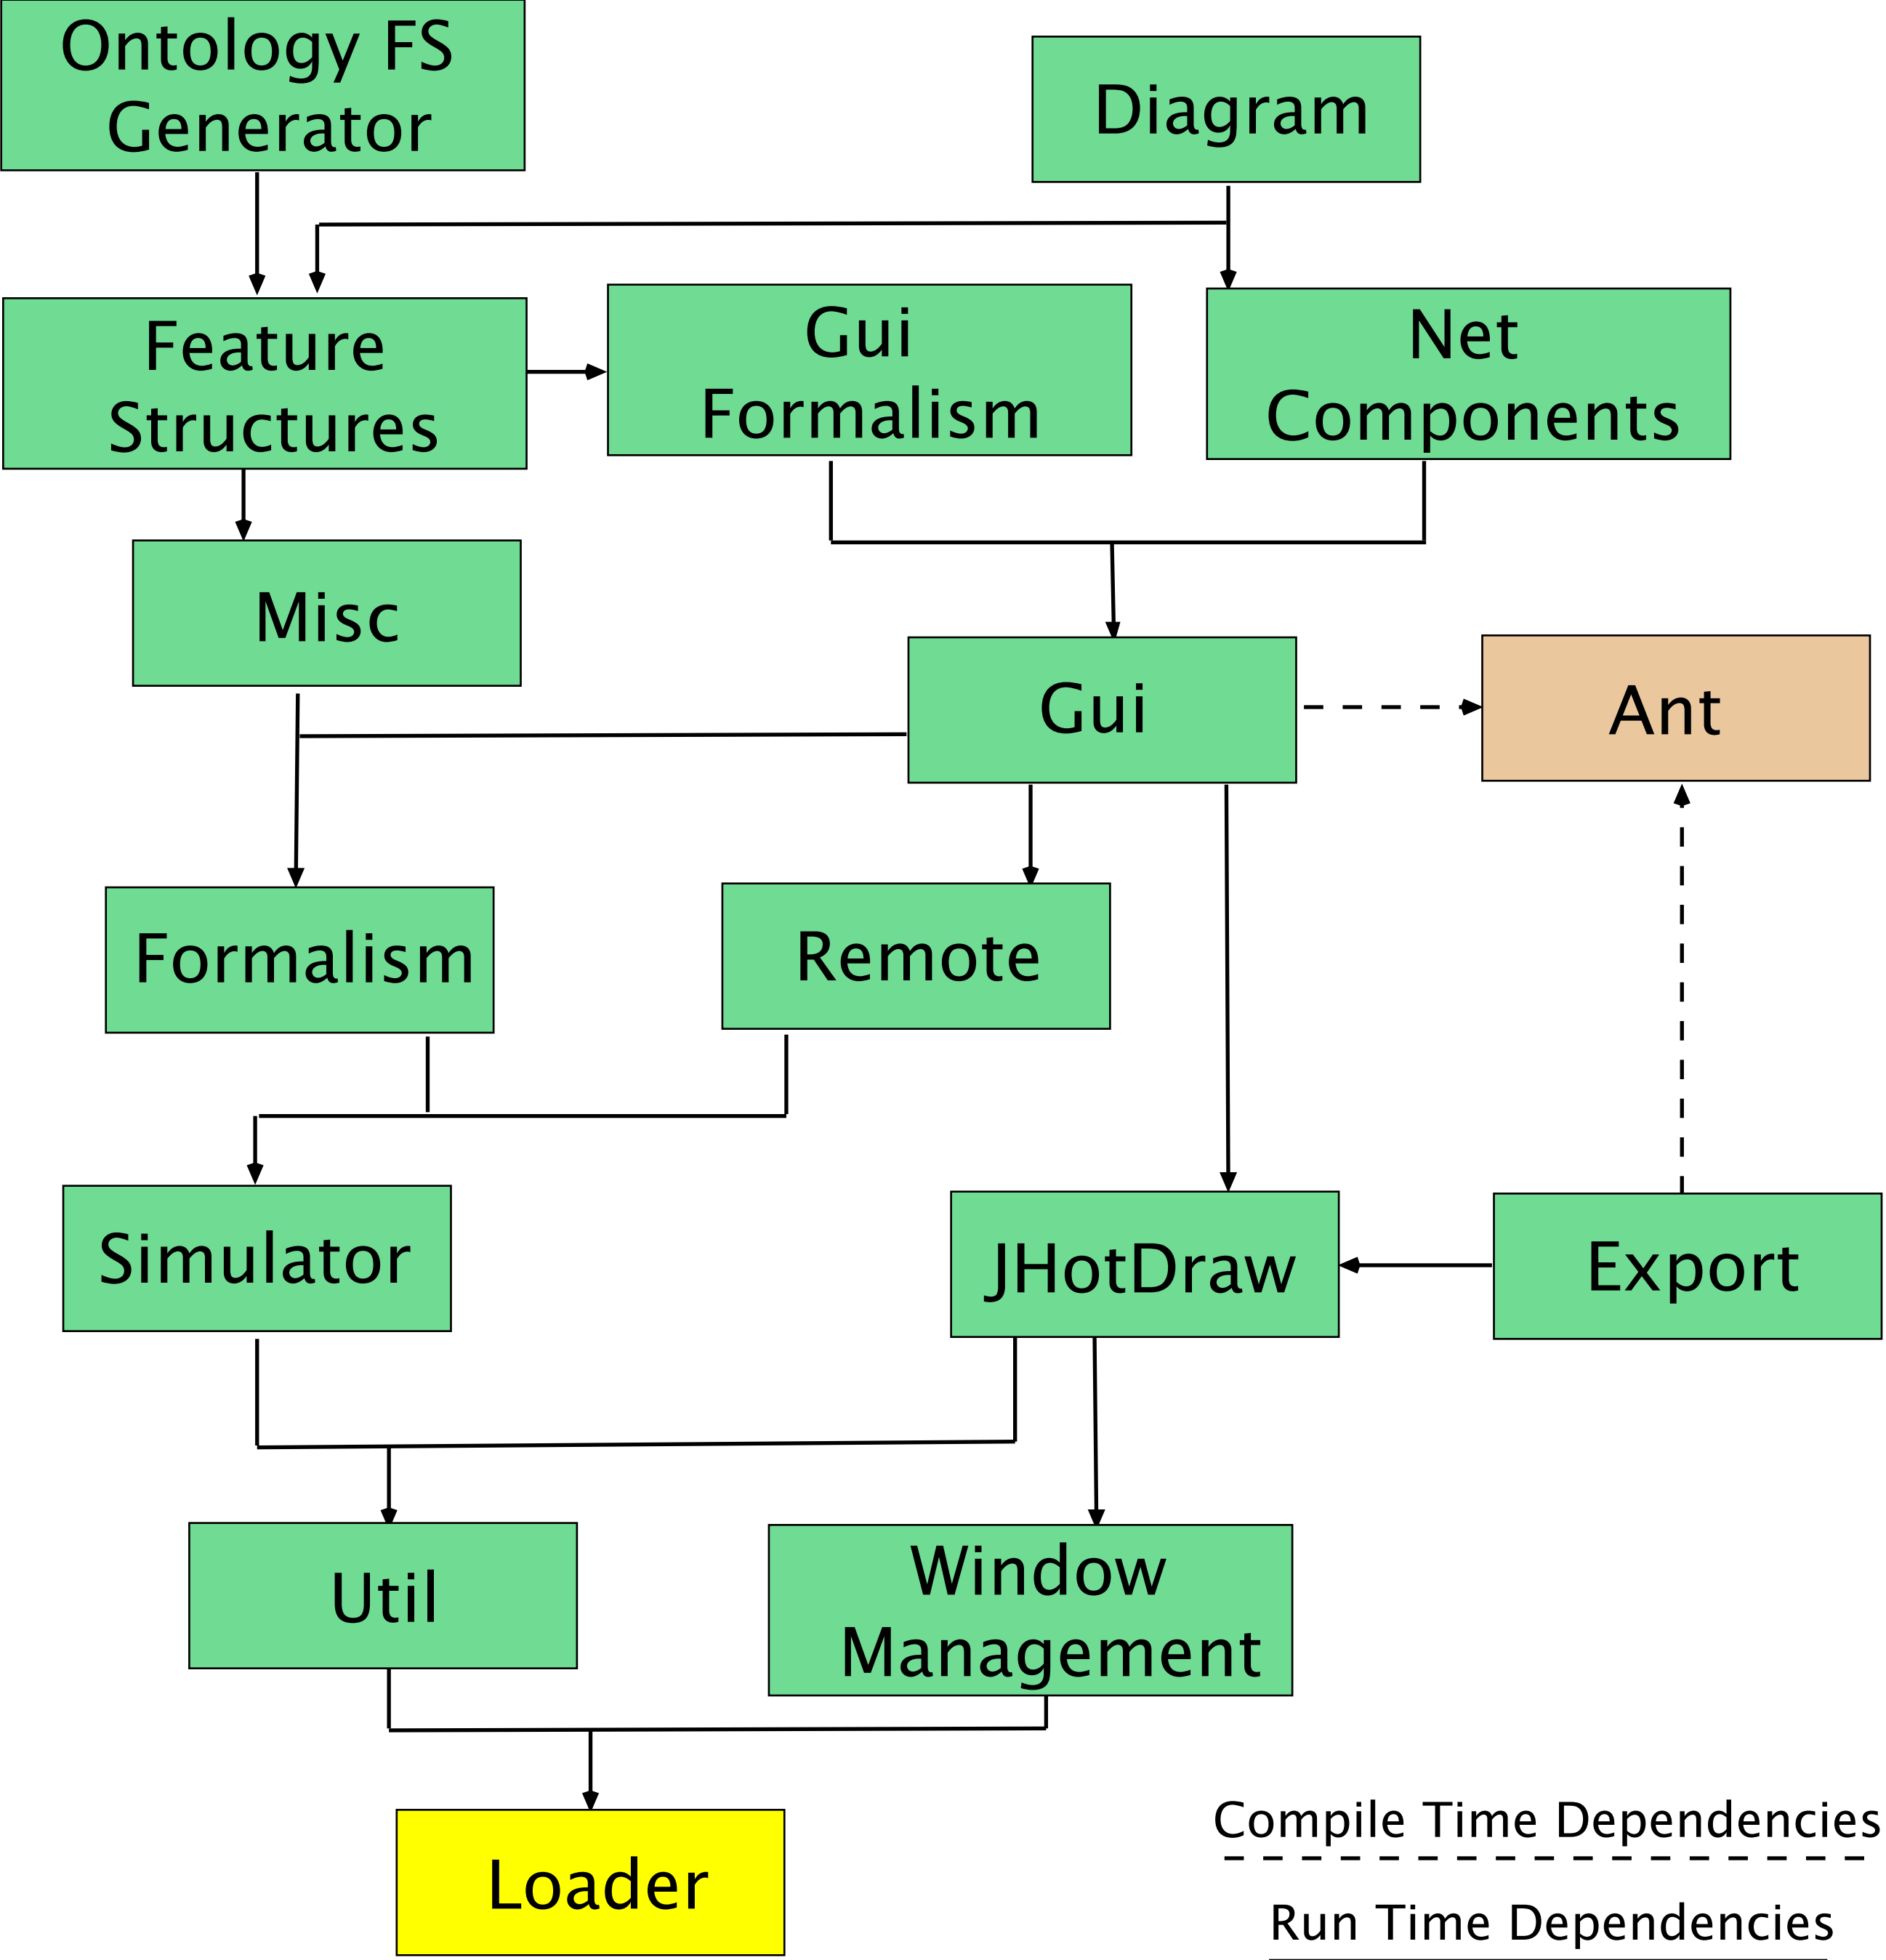 Ontology FS
Generator
Diagram
Feature
Structures
Gui
Formalism
Net
Components
Misc
Gui
Ant
Formalism
Remote
Simulator
JHotDraw
Export
Util
Window
Management
Loader
Compile Time Dependencies
Run Time Dependencies